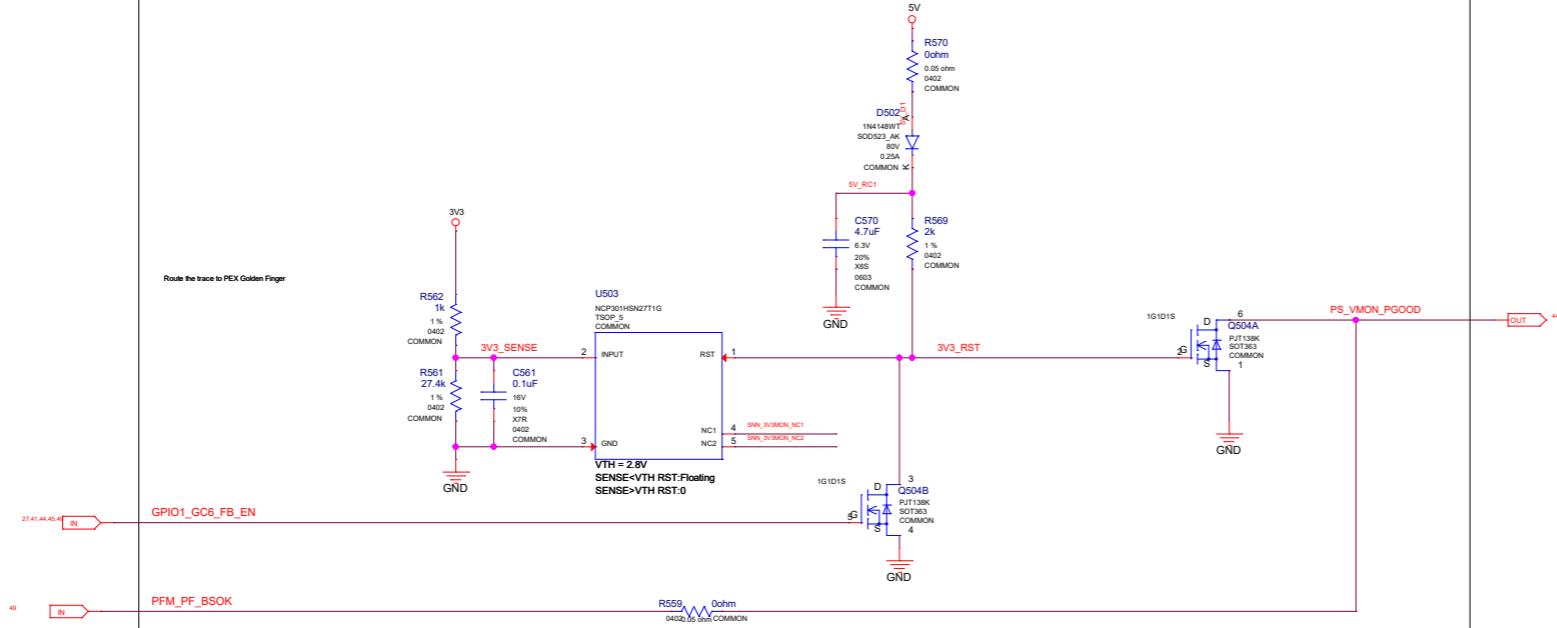 5V
R570
0ohm
0.05 ohm
0402
COMMON
D502
1N4148WT
SOD523_AK
80V
0.25A
COMMON
A
K
5V_RC1
C570
4.7uF
6.3V
20%
X6S
0603
COMMON
GND
R569
2k
1 %
0402
COMMON
3V3
Route the trace to PEX Golden Finger
R562
1k
1 %
0402
COMMON
3V3_SENSE
R561
27.4k
1 %
0402
COMMON
C561
0.1uF
16V
10%
X7R
0402
COMMON
GND
U503
NCP301HSN27T1G
TSOP_5
COMMON
2
INPUT
RST
1
3
GND
NC1
4
SNN_3V3MON_NC1
NC2
5
SNN_3V3MON_NC2
VTH = 2.8V
SENSE<VTH RST:Floating
SENSE>VTH RST:0
3V3_RST
1G1D1S
2
G
D
S
6
Q504A
PJT138K
SOT363
COMMON
1
GND
PS_VMON_PGOOD
OUT
1G1D1S
5
G
D
S
3
Q504B
PJT138K
SOT363
COMMON
4
GND
IN
GPIO1_GC6_FB_EN
49
IN
PFM_PF_BSOK
R559
0ohm
0402
0.05 ohm
COMMON